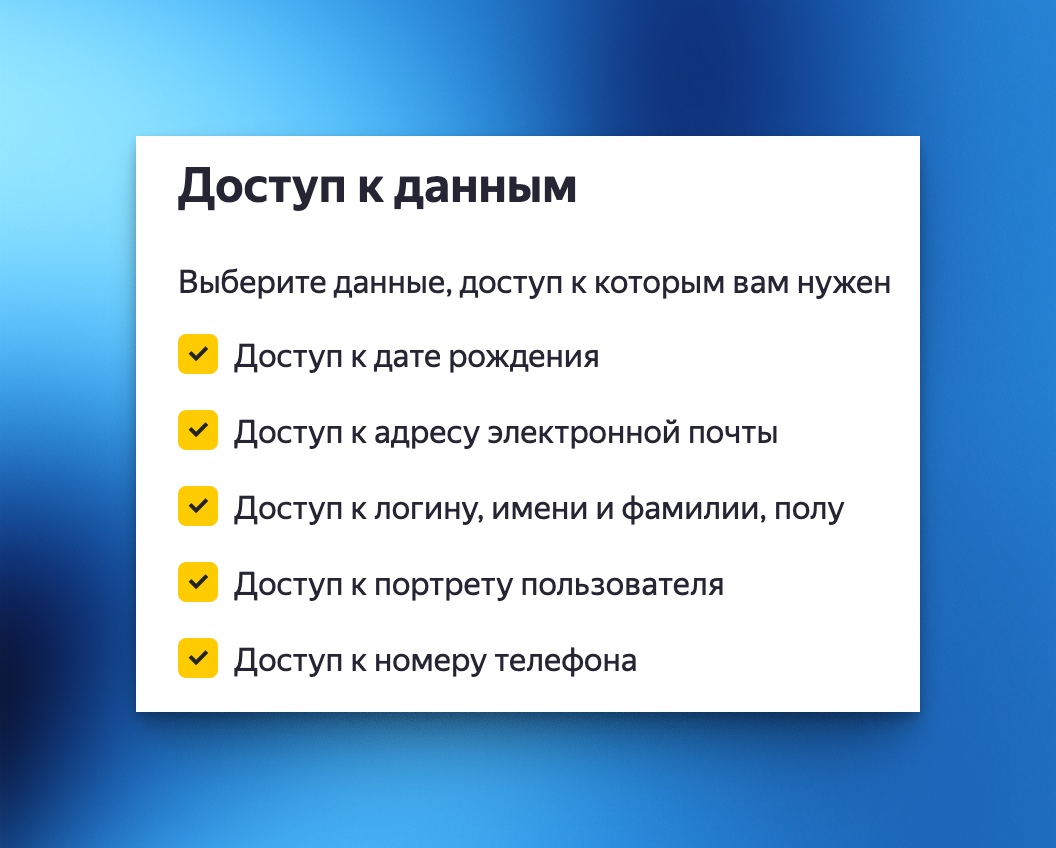 Доступ к данным
Выберите данные, доступ к которым вам нужен
Доступ к дате рождения
Доступ к адресу электронной почты
Доступ к логину, имени и фамилии, полу
Доступ к портрету пользователя
Доступ к номеру телефона